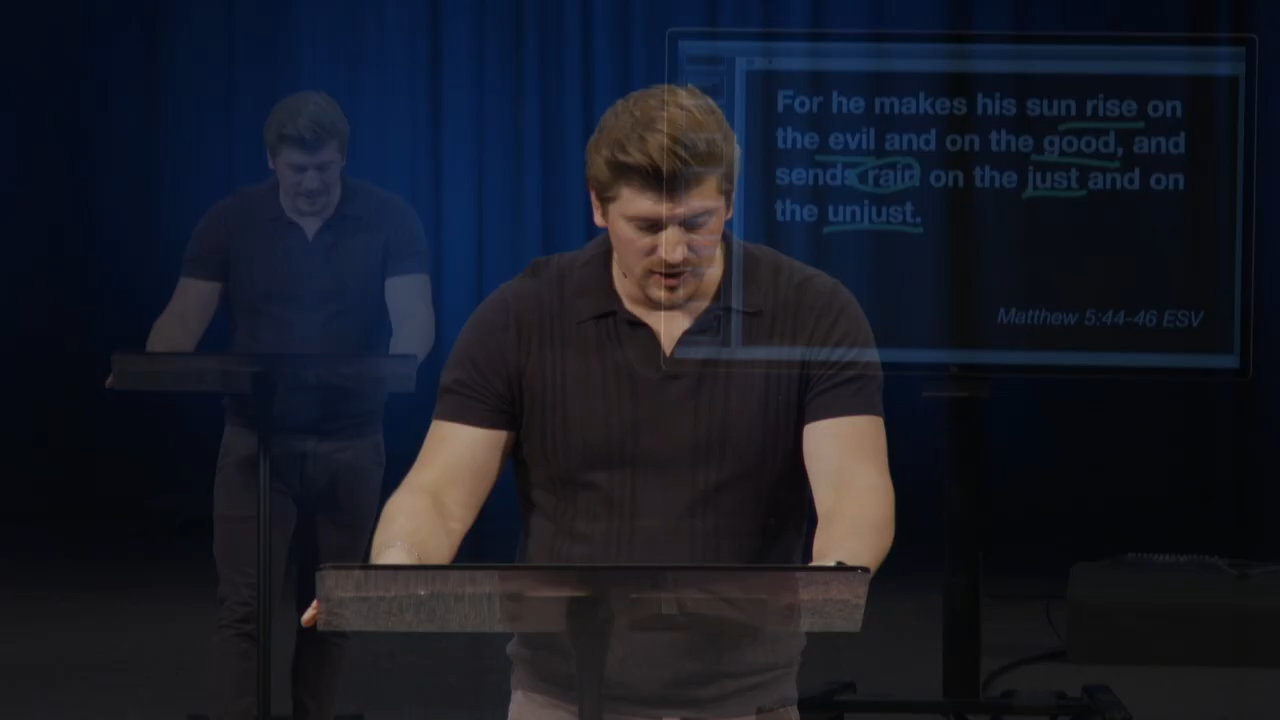 For he makes his sun rise on
the evil and on the good, and
sends rain on the just and on
the unjust.
Matthew 5:44-46 ESV